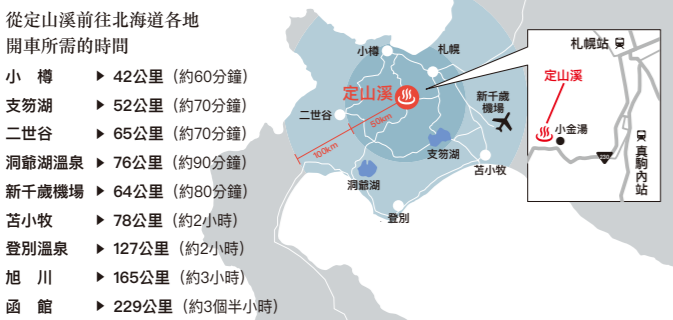 從定山溪前往北海道各地
開車所需的時間
小 樽 ▶ 42公里（約60分鐘）
支笏湖 ▶ 52公里（約70分鐘）
二世谷 ▶ 65公里（約70分鐘）
洞爺湖溫泉 ▶ 76公里（約90分鐘）
新千歲機場 ▶ 64公里（約80分鐘）
苫小牧 ▶ 78公里（約2小時）
登別溫泉 ▶ 127公里（約2小時）
旭 川 ▶ 165公里（約3小時）
函 館 ▶ 229公里（約3個半小時）
小樽
札幌
定山溪
新千歲
機場
二世谷
50km
100km
支笏湖
苫小牧
洞爺湖
登別
札幌站
定山溪
小金湯
230
真駒內站